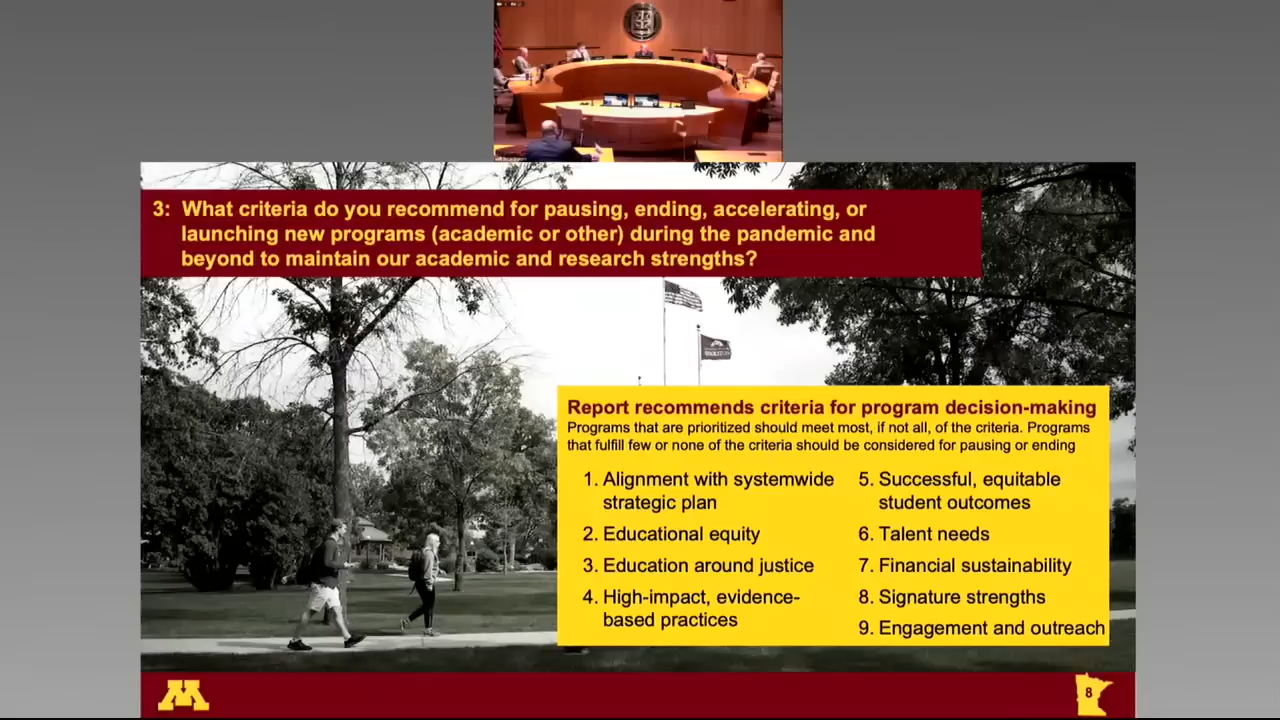 3: What criteria do you recommend for pausing, ending, accelerating, or
launching new programs (academic or other) during the pandemic and
beyond to maintain our academic and research strengths?
Report recommends criteria for program decision-making
Programs that are prioritized should meet most, if not all, of the criteria. Programs
that fulfill few or none of the criteria should be considered for pausing or ending
1. Alignment with systemwide
strategic plan
2. Educational equity
3. Education around justice
4. High-impact, evidence-
based practices
5. Successful, equitable
student outcomes
6. Talent needs
7. Financial sustainability
8. Signature strengths
9. Engagement and outreach
M
8